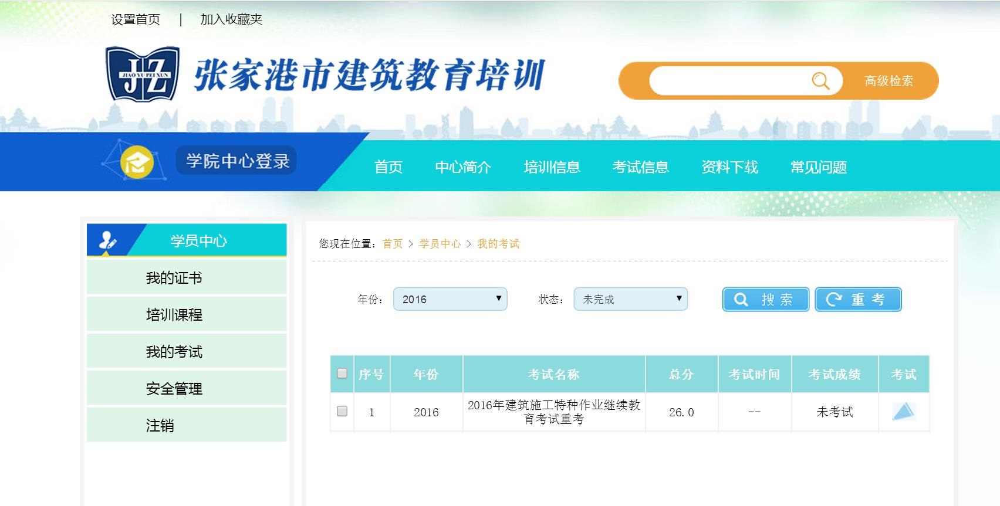 设置首页 | 加入收藏夹
JZ
JIAO YU PEI XUN
张家港市建筑教育培训
高级检索
学院中心登录
首页 中心简介 培训信息 考试信息 资料下载 常见问题
学员中心
我的证书
培训课程
我的考试
安全管理
注销
您现在位置：首页 > 学员中心 > 我的考试
年份： 2016 状态： 未完成 搜索 重考
序号 年份 考试名称 总分 考试时间 考试成绩 考试
1 2016 2016年建筑施工特种作业继续教 26.0 -- 未考试
育考试重考